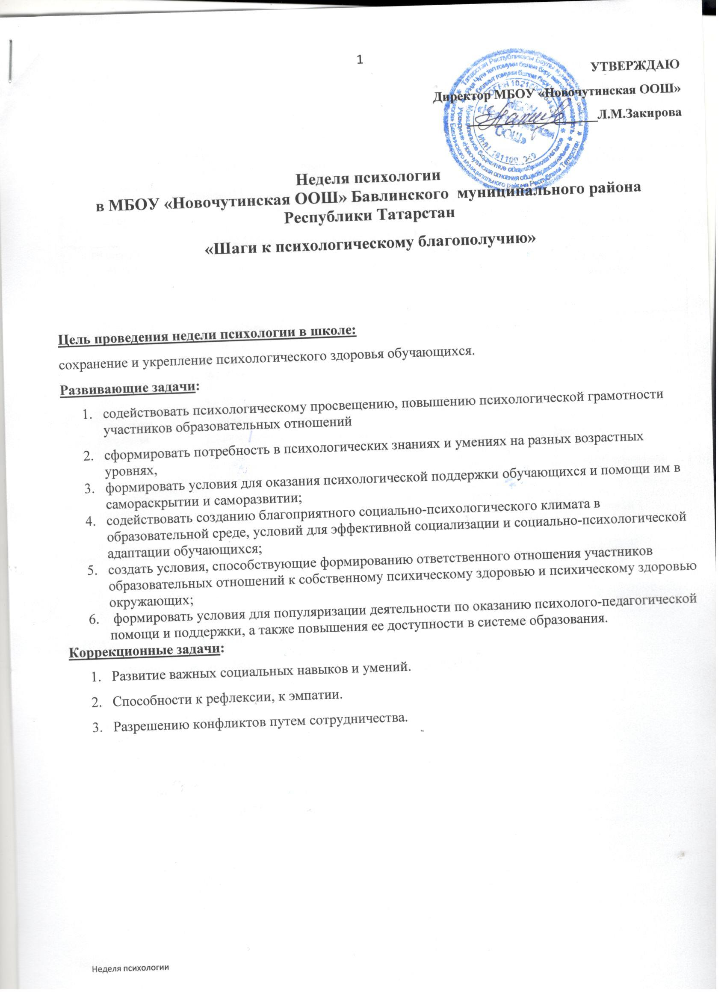 1
УТВЕРЖДАЮ
Директор МБОУ «Новочутинская ООШ»
Л.М.Закирова
Неделя психологии
в МБОУ «Новочутинская ООШ» Бавлинского муниципального района
Республики Татарстан
«Шаги к психологическому благополучию»
Цель проведения недели психологии в школе:
сохранение и укрепление психологического здоровья обучающихся.
Развивающие задачи:
1. содействовать психологическому просвещению, повышению психологической грамотности
участников образовательных отношений
2. сформировать потребность в психологических знаниях и умениях на разных возрастных
уровнях,
3. формировать условия для оказания психологической поддержки обучающихся и помощи им в
самораскрытии и саморазвитии;
4. содействовать созданию благоприятного социально-психологического климата в
образовательной среде, условий для эффективной социализации и социально-психологической
адаптации обучающихся;
5. создать условия, способствующие формированию ответственного отношения участников
образовательных отношений к собственному психическому здоровью и психическому здоровью
окружающих;
6. формировать условия для популяризации деятельности по оказанию психолого-педагогической
помощи и поддержки, а также повышения ее доступности в системе образования.
Коррекционные задачи:
1. Развитие важных социальных навыков и умений.
2. Способности к рефлексии, к эмпатии.
3. Разрешению конфликтов путем сотрудничества.
Неделя психологии